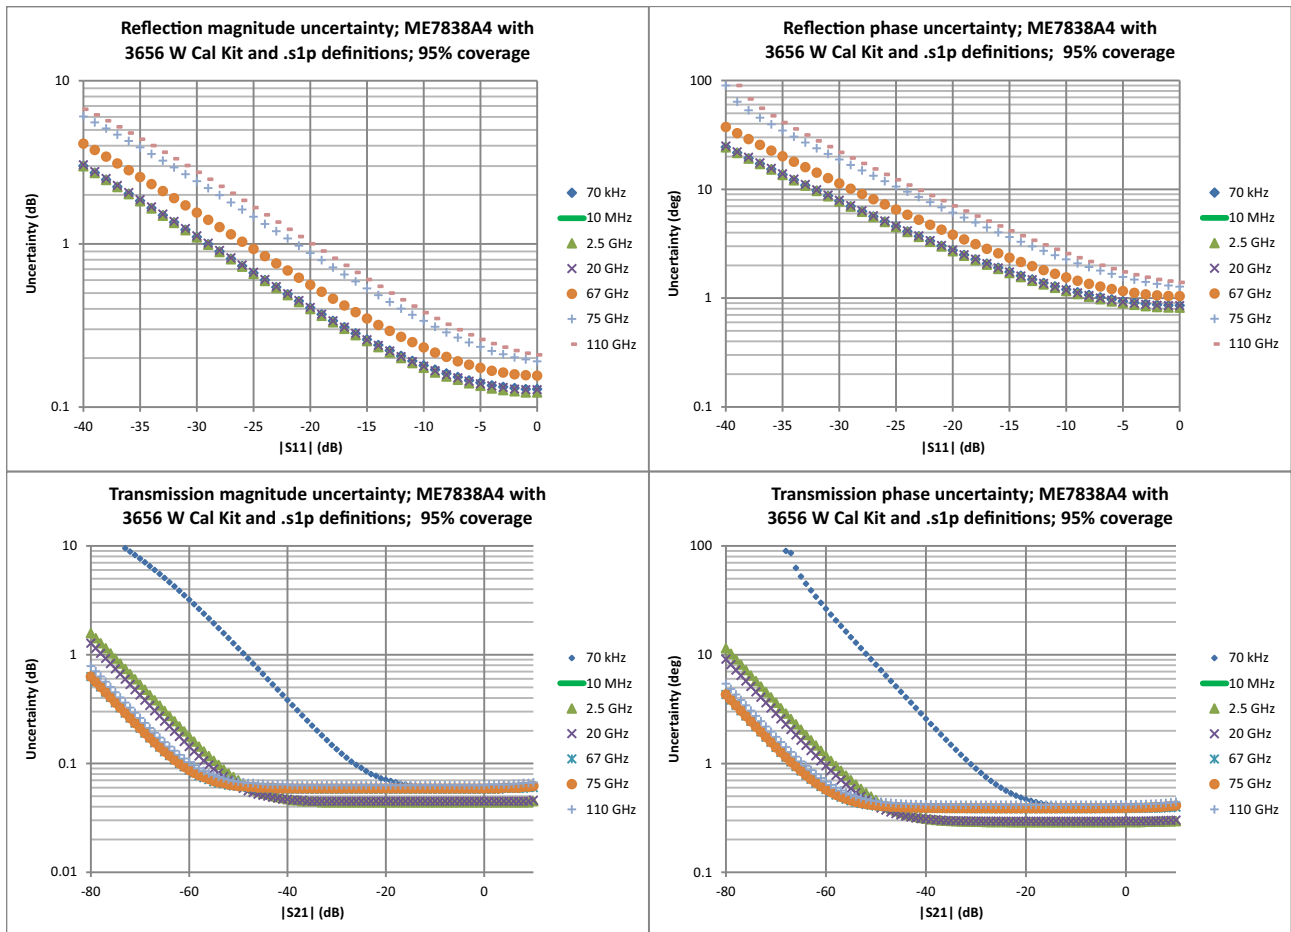 Reflection magnitude uncertainty; ME7838A4 with
3656 W Cal Kit and .s1p definitions; 95% coverage
10
1
0.1
Uncertainty (dB)
-40 -35 -30 -25 -20 -15 -10 -5 0
|S11| (dB)
70 kHz
10 MHz
2.5 GHz
20 GHz
67 GHz
75 GHz
110 GHz
Reflection phase uncertainty; ME7838A4 with
3656 W Cal Kit and .s1p definitions; 95% coverage
100
10
1
0.1
Uncertainty (deg)
-40 -35 -30 -25 -20 -15 -10 -5 0
|S11| (dB)
70 kHz
10 MHz
2.5 GHz
20 GHz
67 GHz
75 GHz
110 GHz
Transmission magnitude uncertainty; ME7838A4 with
3656 W Cal Kit and .s1p definitions; 95% coverage
10
1
0.1
0.01
Uncertainty (dB)
-80 -60 -40 -20 0
|S21| (dB)
70 kHz
10 MHz
2.5 GHz
20 GHz
67 GHz
75 GHz
110 GHz
Transmission phase uncertainty; ME7838A4 with
3656 W Cal Kit and .s1p definitions; 95% coverage
100
10
1
0.1
Uncertainty (deg)
-80 -60 -40 -20 0
|S21| (dB)
70 kHz
10 MHz
2.5 GHz
20 GHz
67 GHz
75 GHz
110 GHz